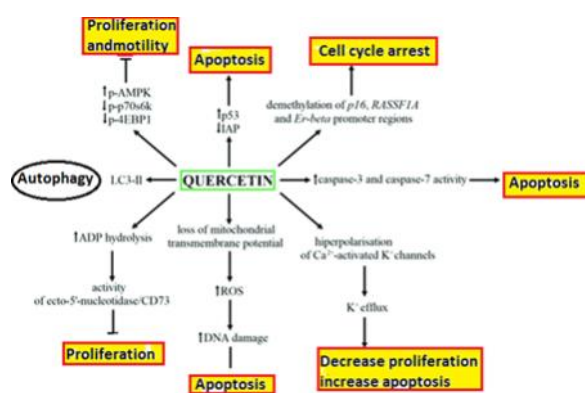 Proliferation
andmotility
Apoptosis
Cell cycle arrest
↑p-AMPK
↓p-p70s6k
↓p-4EBP1
↑p53
↓IAP
demethylation of p16, RASSF1A
and Er-beta promoter regions
Autophagy
LC3-II
QUERCETIN
↑caspase-3 and caspase-7 activity
Apoptosis
↑ADP hydrolysis
loss of mitochondrial
transmembrane potential
hiperpolarisation
of Ca²⁺-activated K⁺channels
activity
of ecto-5'-nucleotidase/CD73
↑ROS
K⁺efflux
↑DNA damage
Proliferation
Apoptosis
Decrease proliferation
increase apoptosis